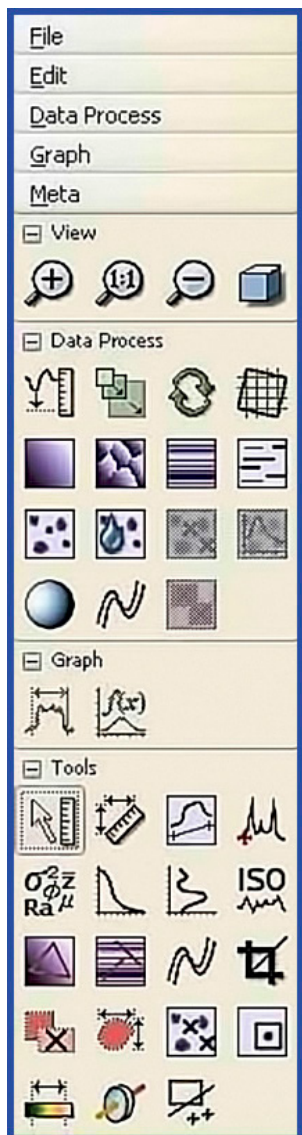 File
Edit
Data Process
Graph
Meta
View
1:1
Data Process
Graph
f(x)
Tools
σ² z̄
ϕ μ
Ra
ISO